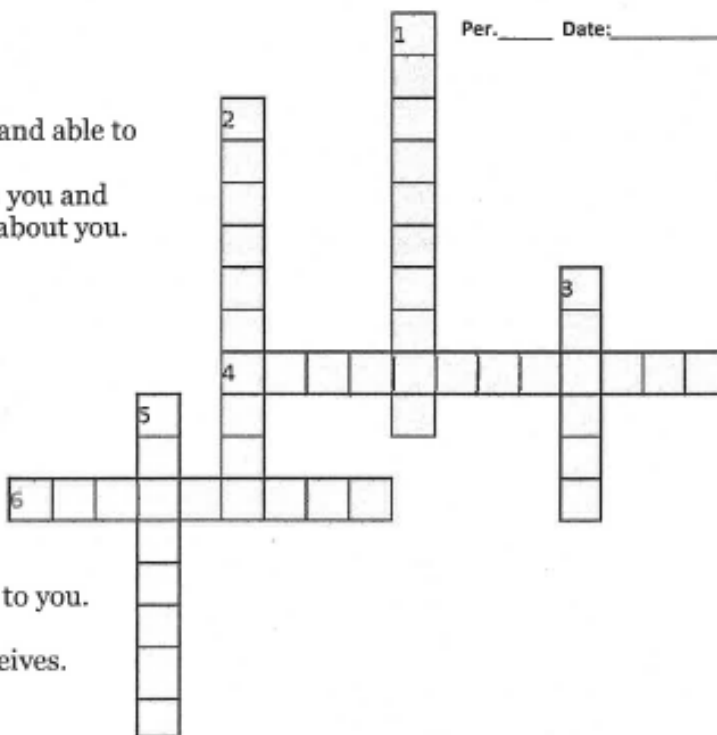 1
Per._____ Date:__________
2
and able to
you and
about you.
3
4
5
6
to you.
eives.